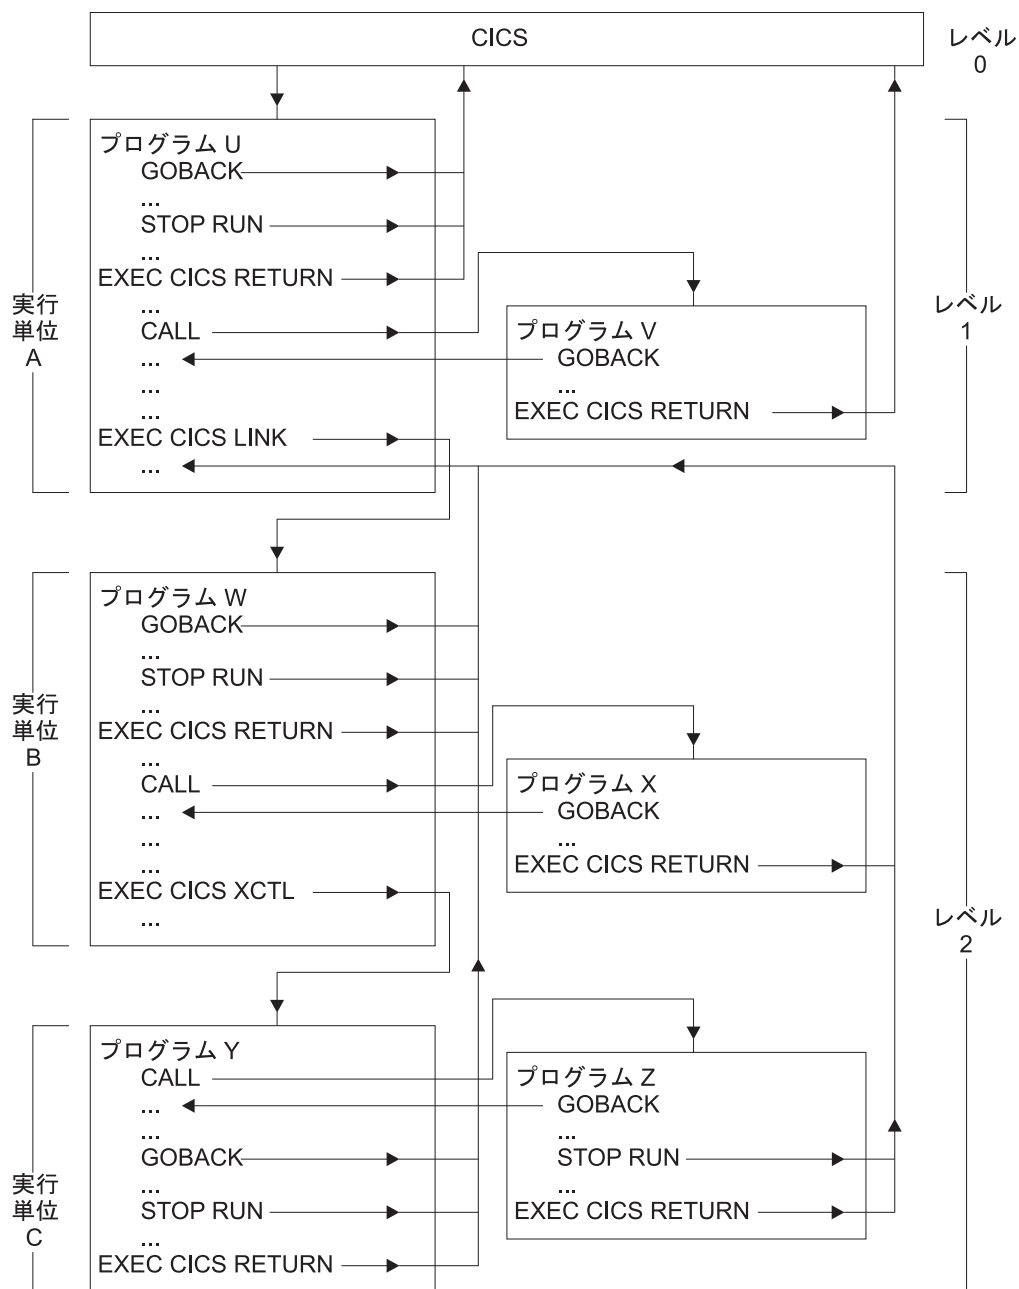 CICS
レベル
0
実行
単位
A
プログラム U
GOBACK
...
STOP RUN
...
EXEC CICS RETURN
...
CALL
...
...
...
EXEC CICS LINK
...
プログラム V
GOBACK
...
EXEC CICS RETURN
レベル
1
実行
単位
B
プログラム W
GOBACK
...
STOP RUN
...
EXEC CICS RETURN
...
CALL
...
...
...
EXEC CICS XCTL
...
プログラム X
GOBACK
...
EXEC CICS RETURN
レベル
2
実行
単位
C
プログラム Y
CALL
...
...
GOBACK
...
STOP RUN
...
EXEC CICS RETURN
プログラム Z
GOBACK
...
STOP RUN
...
EXEC CICS RETURN